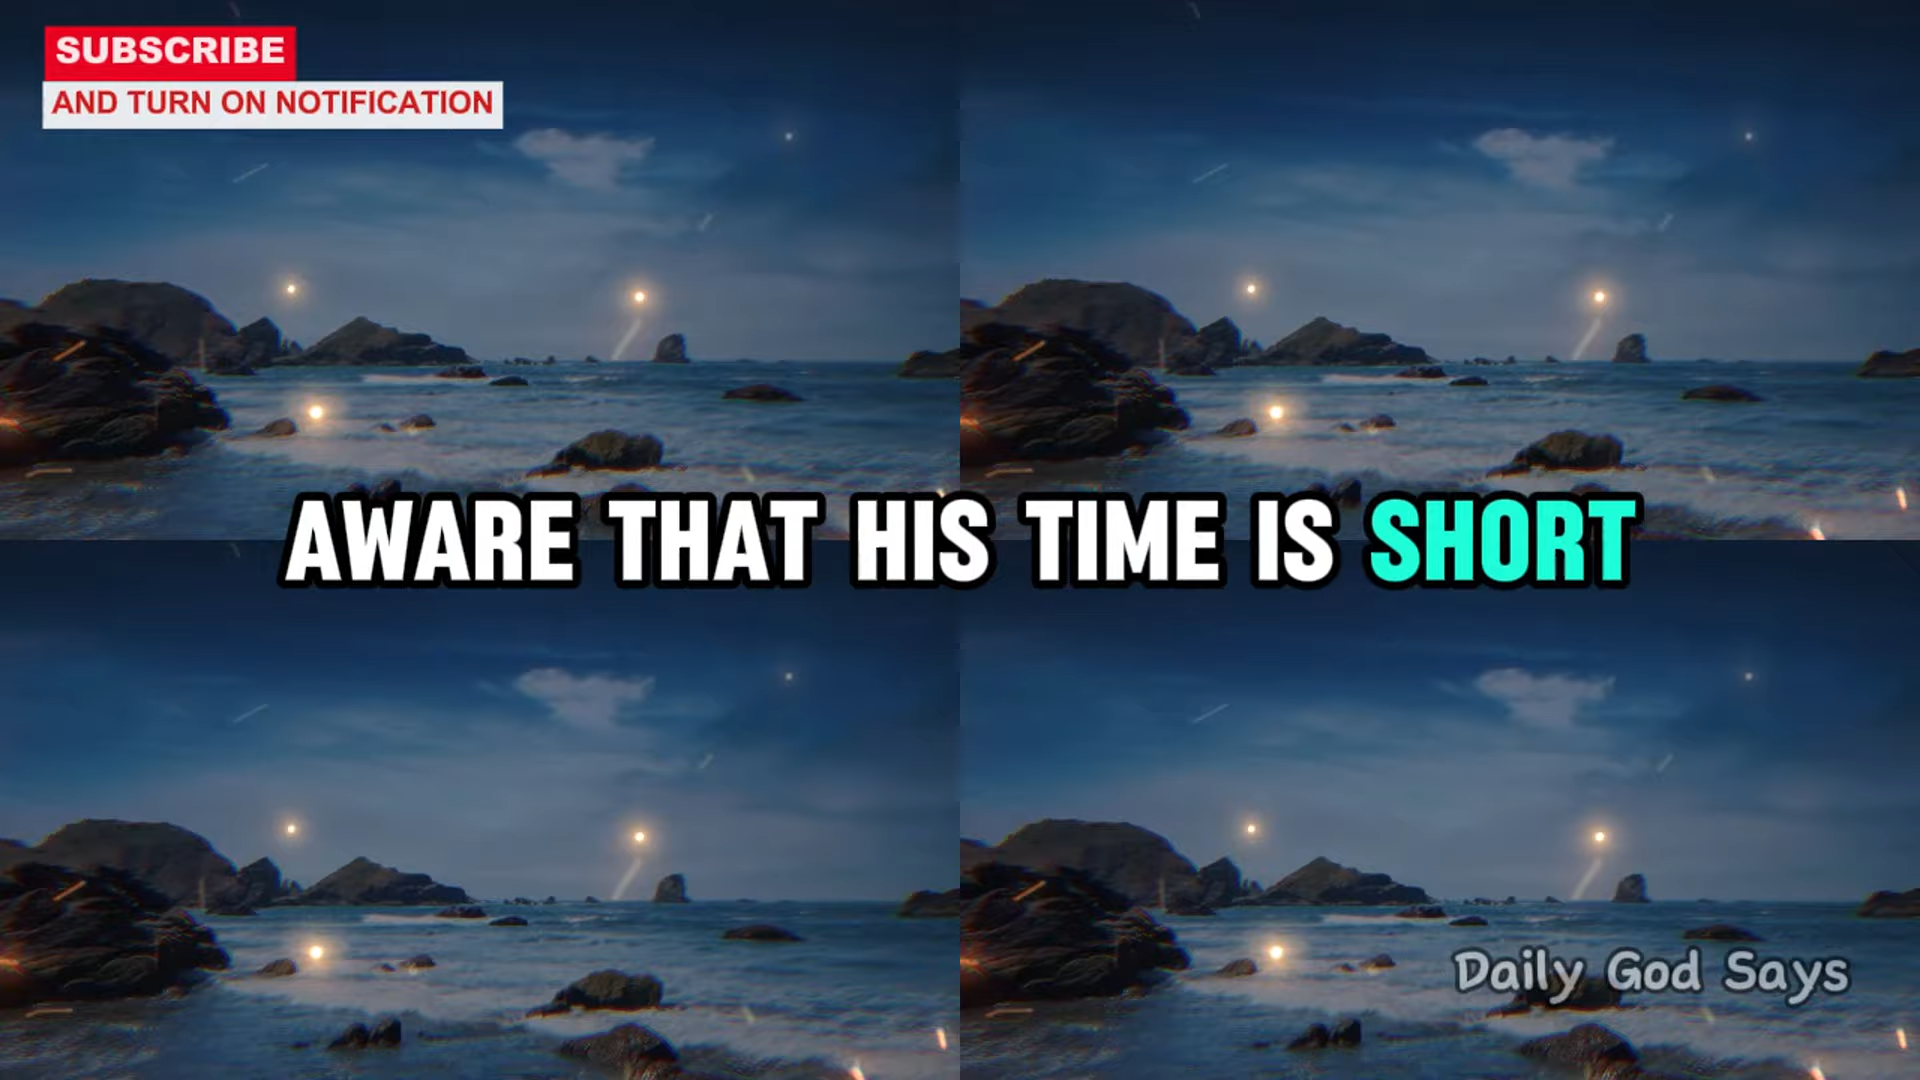 SUBSCRIBE
AND TURN ON NOTIFICATION
AWARE THAT HIS TIME IS SHORT
Daily God Says